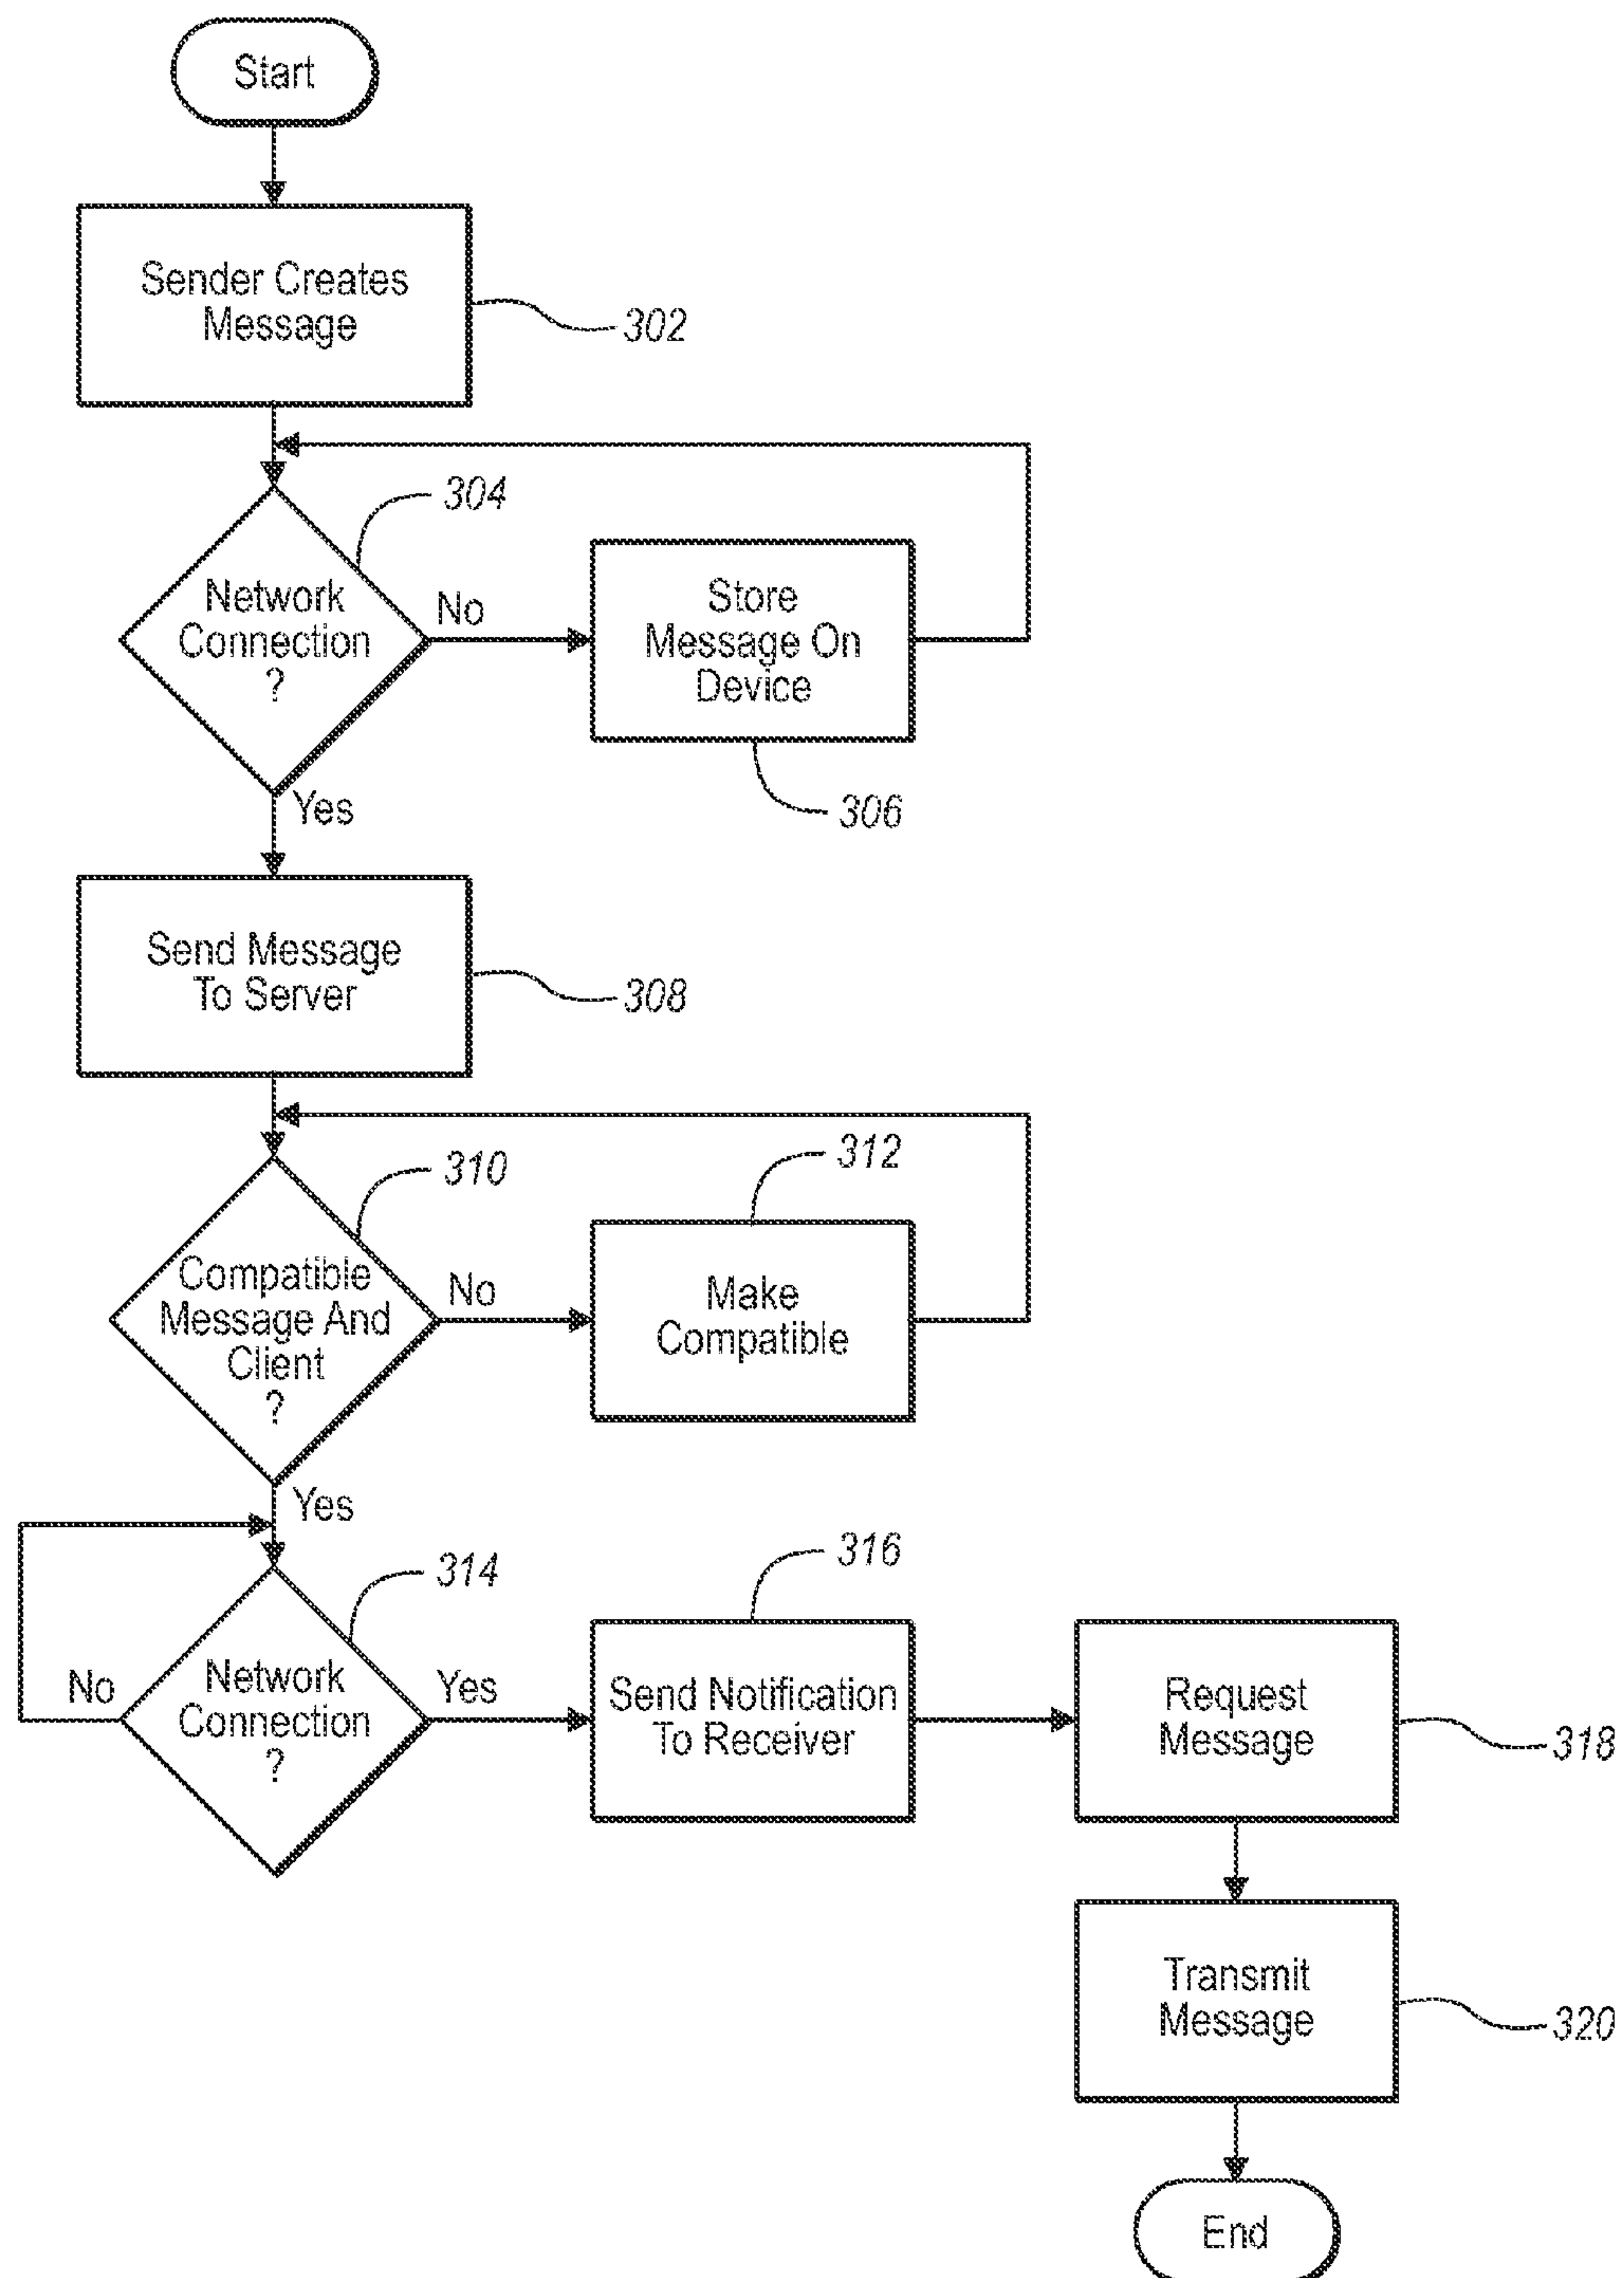 Start
Sender Creates
Message
302
304
Network
Connection
?
No
Store
Message On
Device
306
Yes
Send Message
To Server
308
310
Compatible
Message And
Client
?
No
312
Make
Compatible
Yes
314
Network
Connection
?
No
Yes
316
Send Notification
To Receiver
Request
Message
318
Transmit
Message
320
End